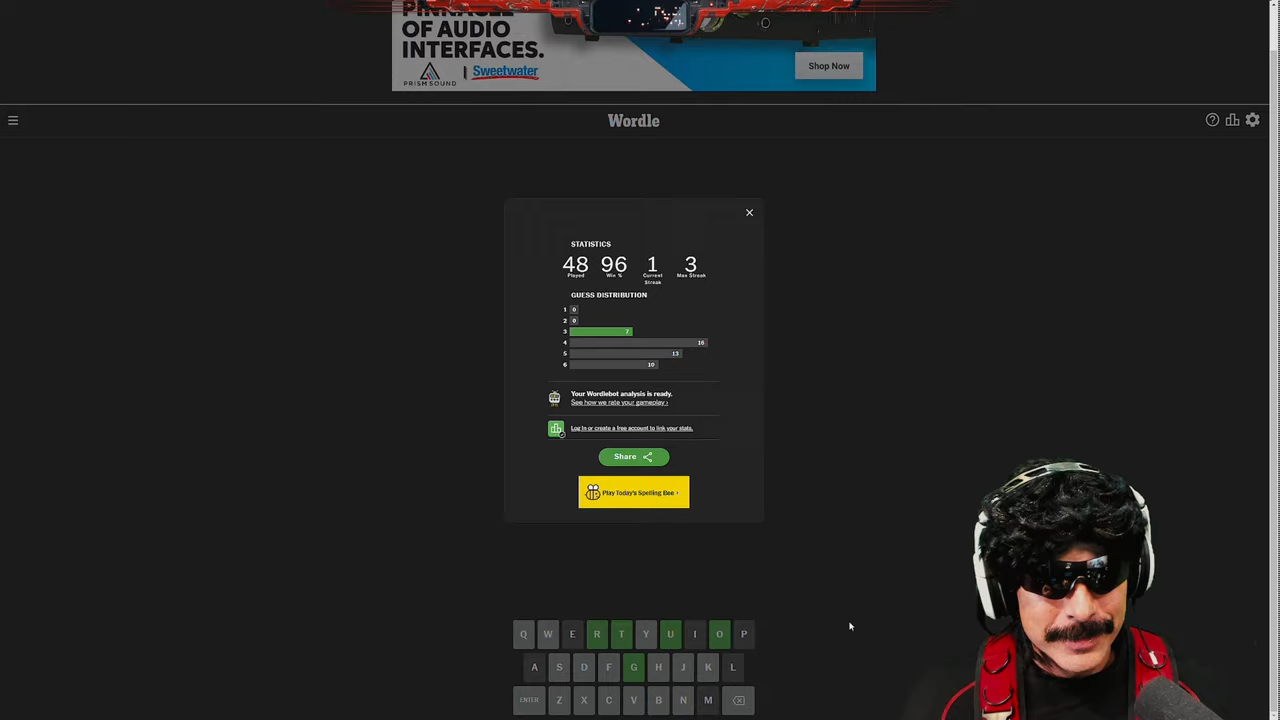 PINNACLE
OF AUDIO
INTERFACES.
PRISM SOUND
Sweetwater
Shop Now
Wordle
STATISTICS
48 96 1 3
Played Win % Current Streak Max Streak
GUESS DISTRIBUTION
1 0
2 0
3 7
4 16
5 13
6 10
Your Wordlebot analysis is ready.
See how we rate your gameplay ›
Log in or create a free account to link your stats.
Share
Play Today's Spelling Bee ›
Q W E R T Y U I O P
A S D F G H J K L
ENTER Z X C V B N M